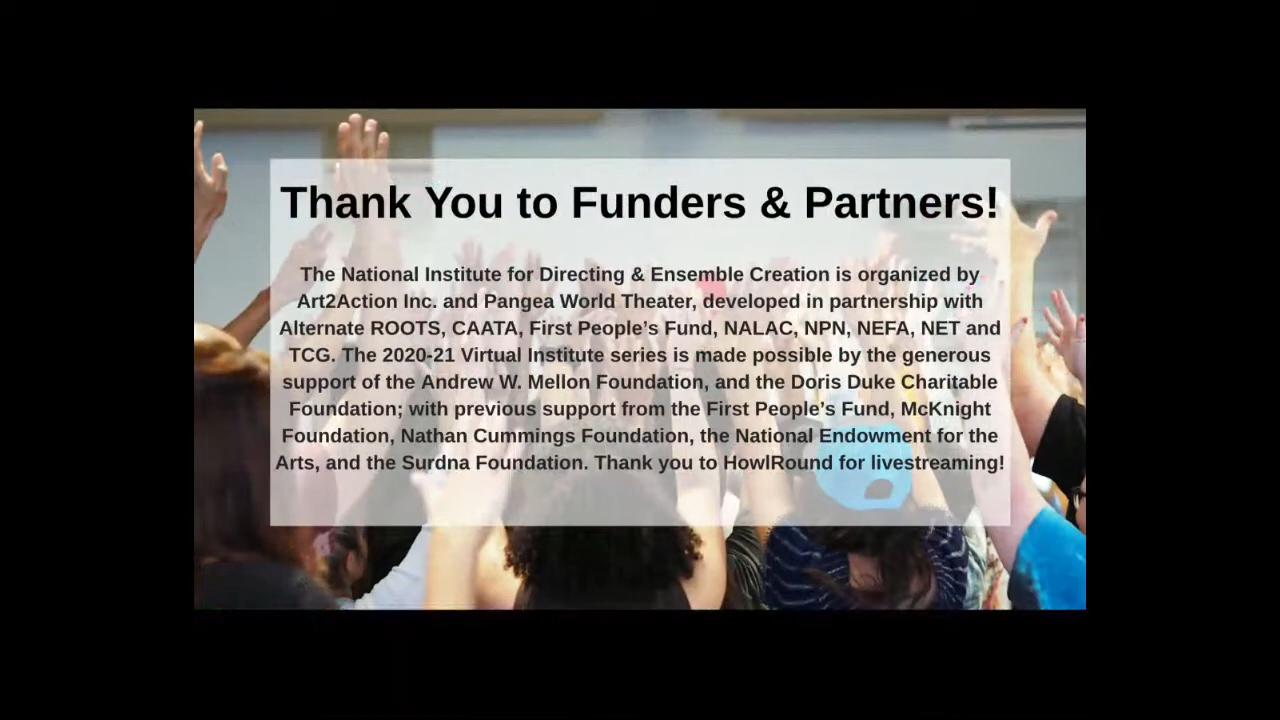 Thank You to Funders & Partners!
The National Institute for Directing & Ensemble Creation is organized by
Art2Action Inc. and Pangea World Theater, developed in partnership with
Alternate ROOTS, CAATA, First People’s Fund, NALAC, NPN, NEFA, NET and
TCG. The 2020-21 Virtual Institute series is made possible by the generous
support of the Andrew W. Mellon Foundation, and the Doris Duke Charitable
Foundation; with previous support from the First People’s Fund, McKnight
Foundation, Nathan Cummings Foundation, the National Endowment for the
Arts, and the Surdna Foundation. Thank you to HowlRound for livestreaming!